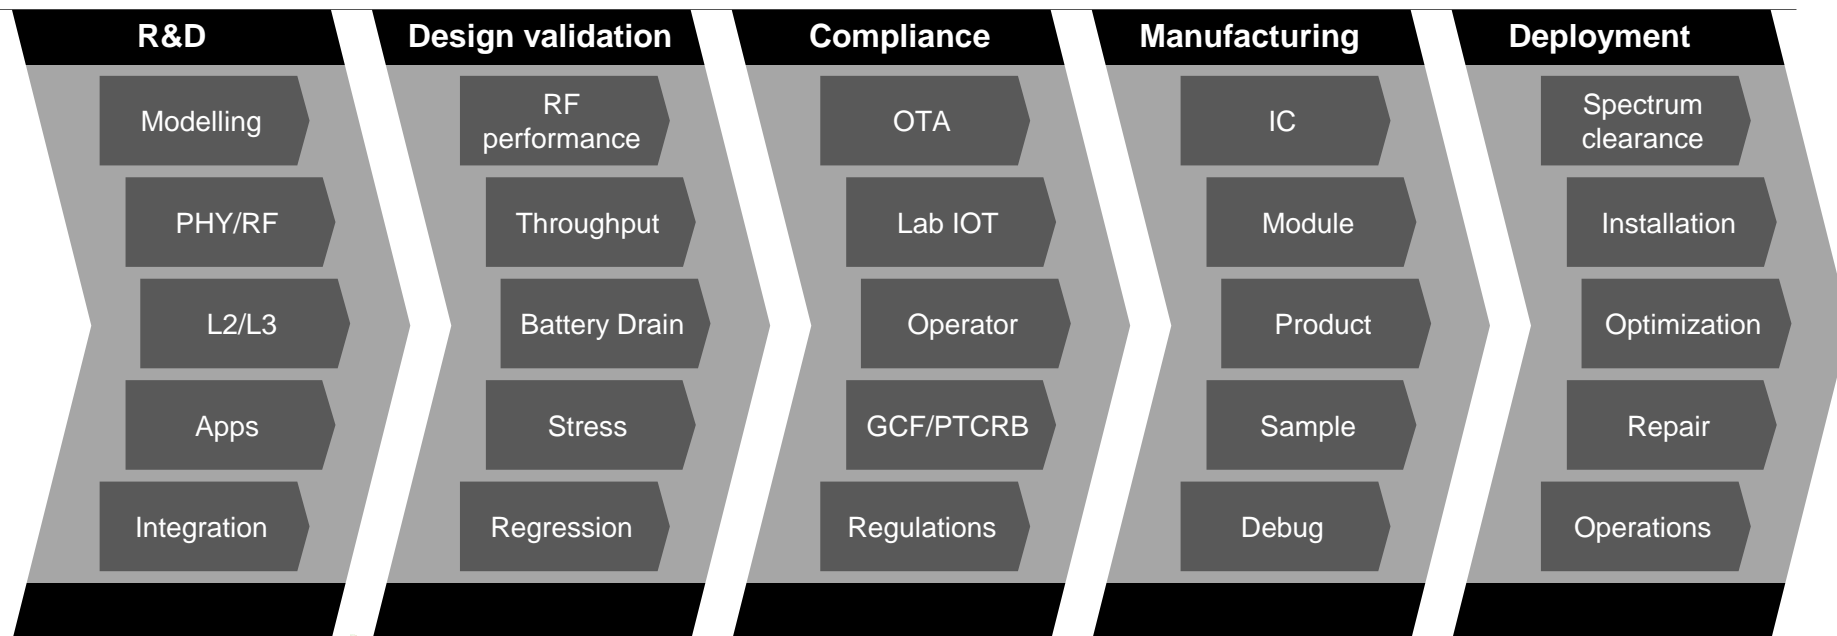 R&D
Modelling
PHY/RF
L2/L3
Apps
Integration
Design validation
RF
performance
Throughput
Battery Drain
Stress
Regression
Compliance
OTA
Lab IOT
Operator
GCF/PTCRB
Regulations
Manufacturing
IC
Module
Product
Sample
Debug
Deployment
Spectrum
clearance
Installation
Optimization
Repair
Operations